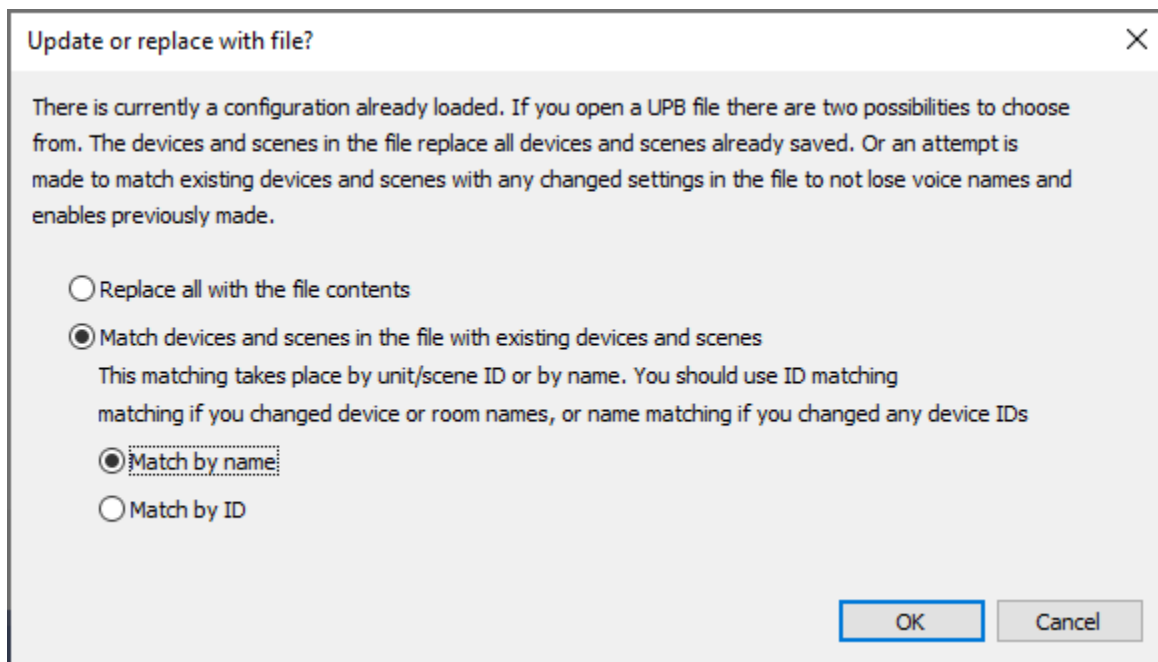 Update or replace with file?
There is currently a configuration already loaded. If you open a UPB file there are two possibilities to choose
from. The devices and scenes in the file replace all devices and scenes already saved. Or an attempt is
made to match existing devices and scenes with any changed settings in the file to not lose voice names and
enables previously made.
Replace all with the file contents
Match devices and scenes in the file with existing devices and scenes
This matching takes place by unit/scene ID or by name. You should use ID matching
matching if you changed device or room names, or name matching if you changed any device IDs
Match by name
Match by ID
OK Cancel